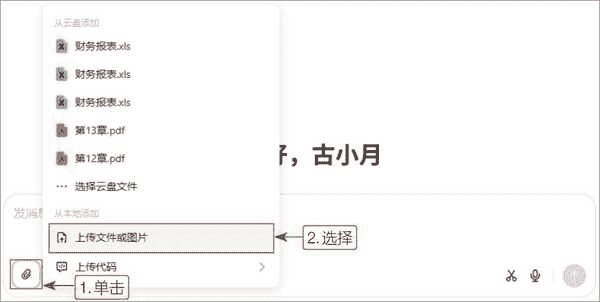 从云盘添加
财务报表.xls
财务报表.xls
财务报表.xls
第13章.pdf
第12章.pdf
好，古小月
选择云盘文件
发消息
从本地添加
上传文件或图片
2.选择
上传代码
1.单击